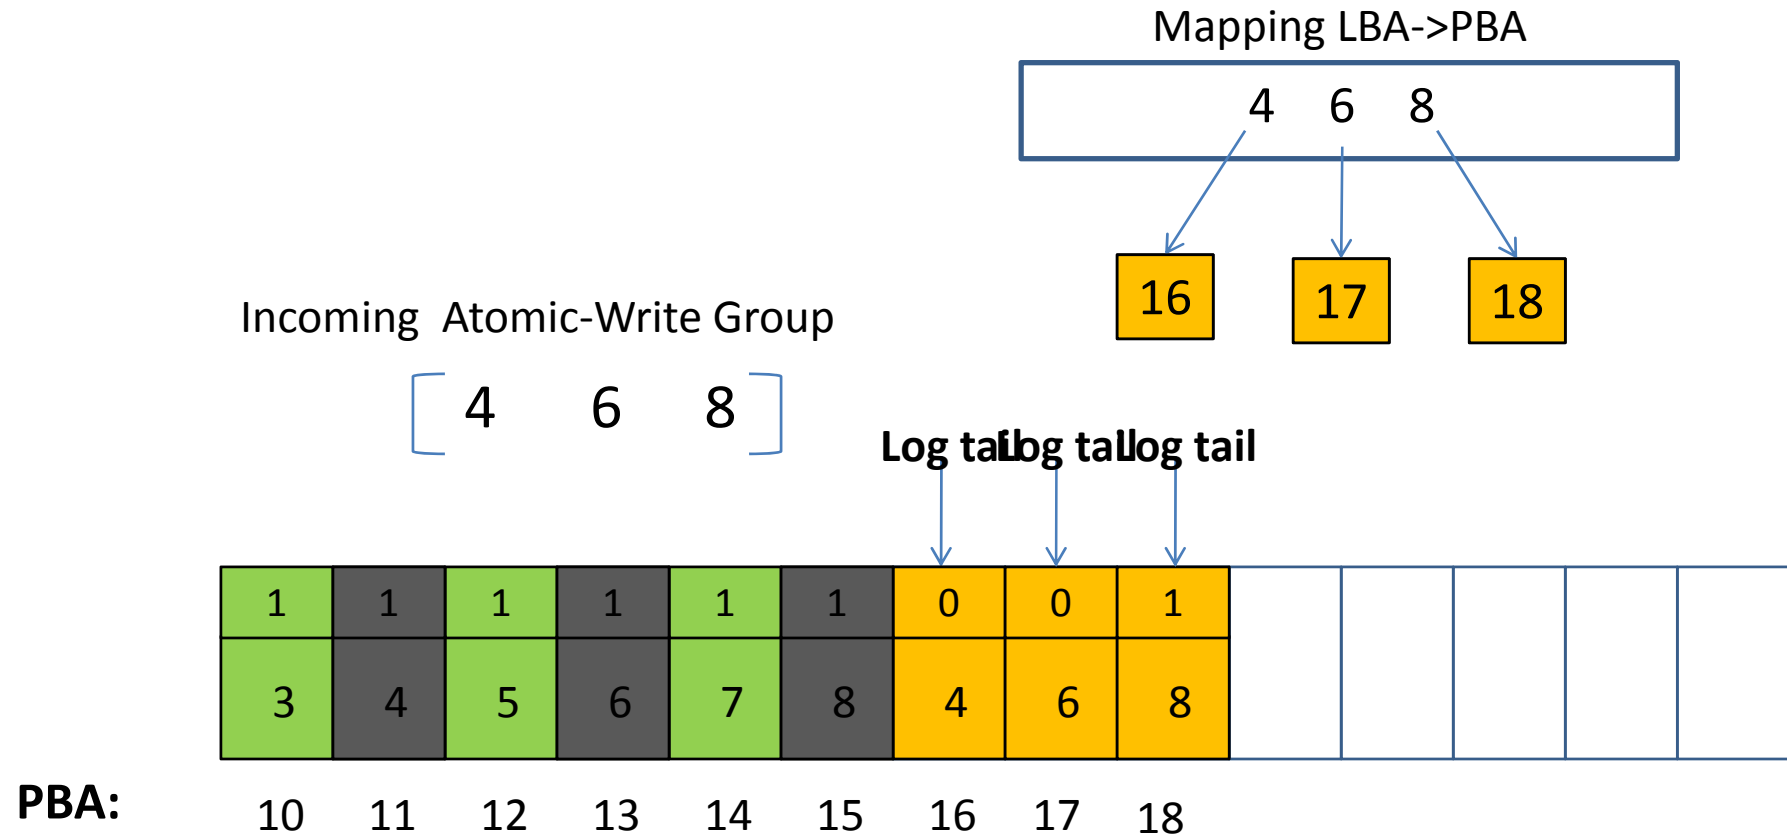 Mapping LBA->PBA
4 6 8
16 17 18
Incoming Atomic-Write Group
4 6 8
Log tail Log tail Log tail
1 1 1 1 1 1 0 0 1
3 4 5 6 7 8 4 6 8
PBA: 10 11 12 13 14 15 16 17 18